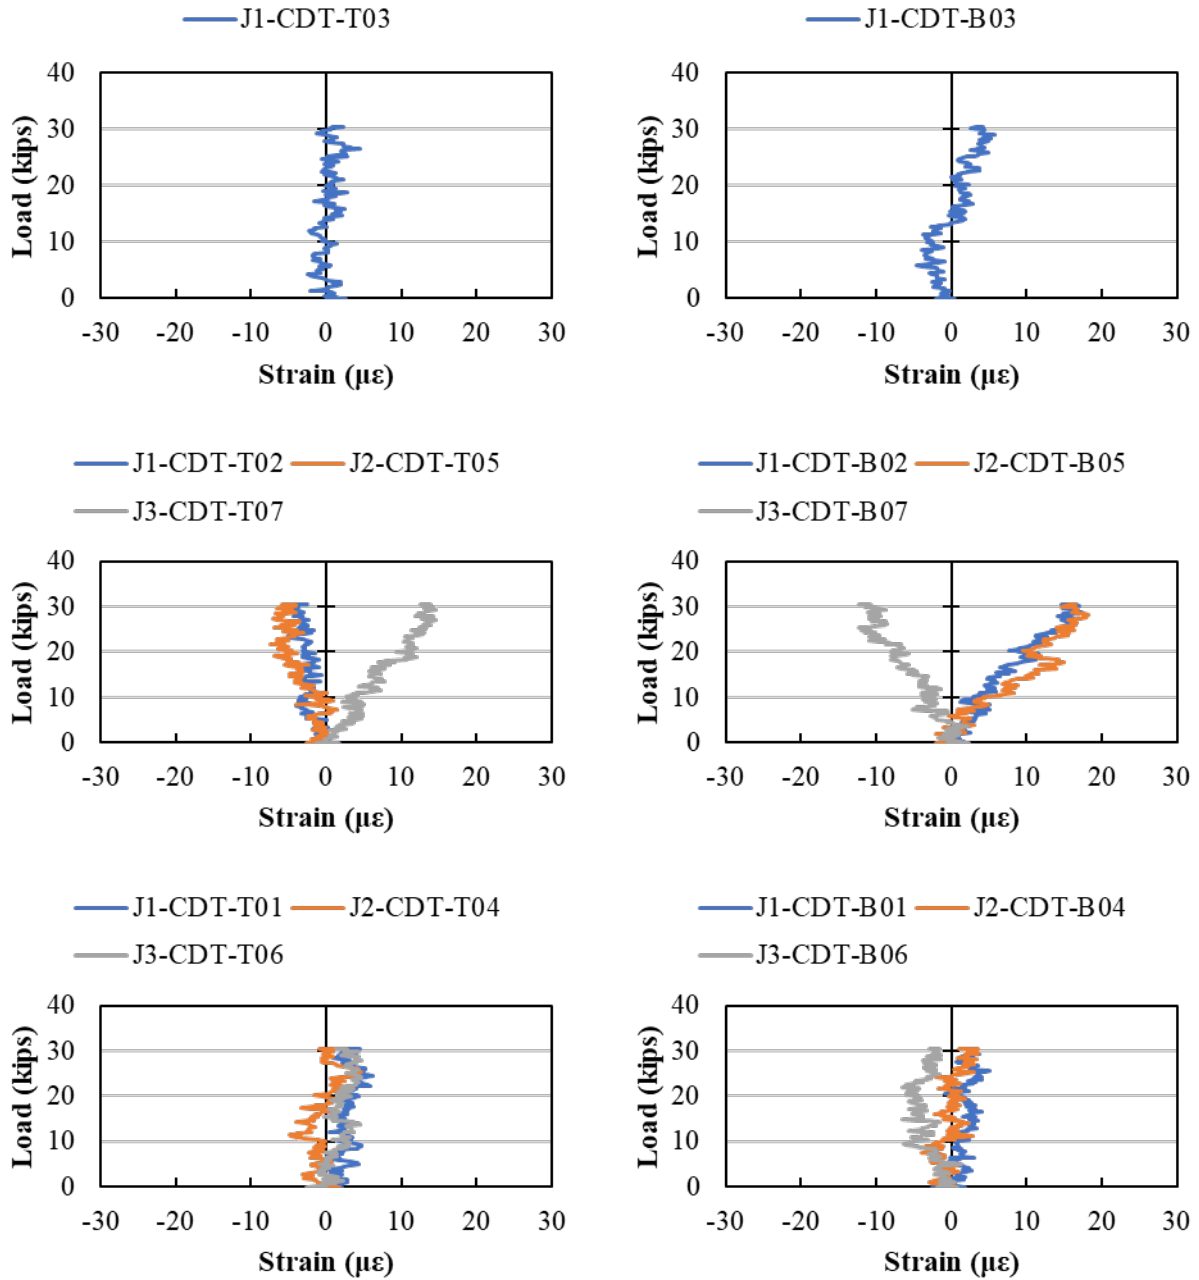 J1-CDT-T03
40
30
20
10
0
Load (kips)
-30 -20 -10 0 10 20 30
Strain (με)
J1-CDT-B03
40
30
20
10
0
Load (kips)
-30 -20 -10 0 10 20 30
Strain (με)
J1-CDT-T02 J2-CDT-T05
J3-CDT-T07
40
30
20
10
0
Load (kips)
-30 -20 -10 0 10 20 30
Strain (με)
J1-CDT-B02 J2-CDT-B05
J3-CDT-B07
40
30
20
10
0
Load (kips)
-30 -20 -10 0 10 20 30
Strain (με)
J1-CDT-T01 J2-CDT-T04
J3-CDT-T06
40
30
20
10
0
Load (kips)
-30 -20 -10 0 10 20 30
Strain (με)
J1-CDT-B01 J2-CDT-B04
J3-CDT-B06
40
30
20
10
0
Load (kips)
-30 -20 -10 0 10 20 30
Strain (με)